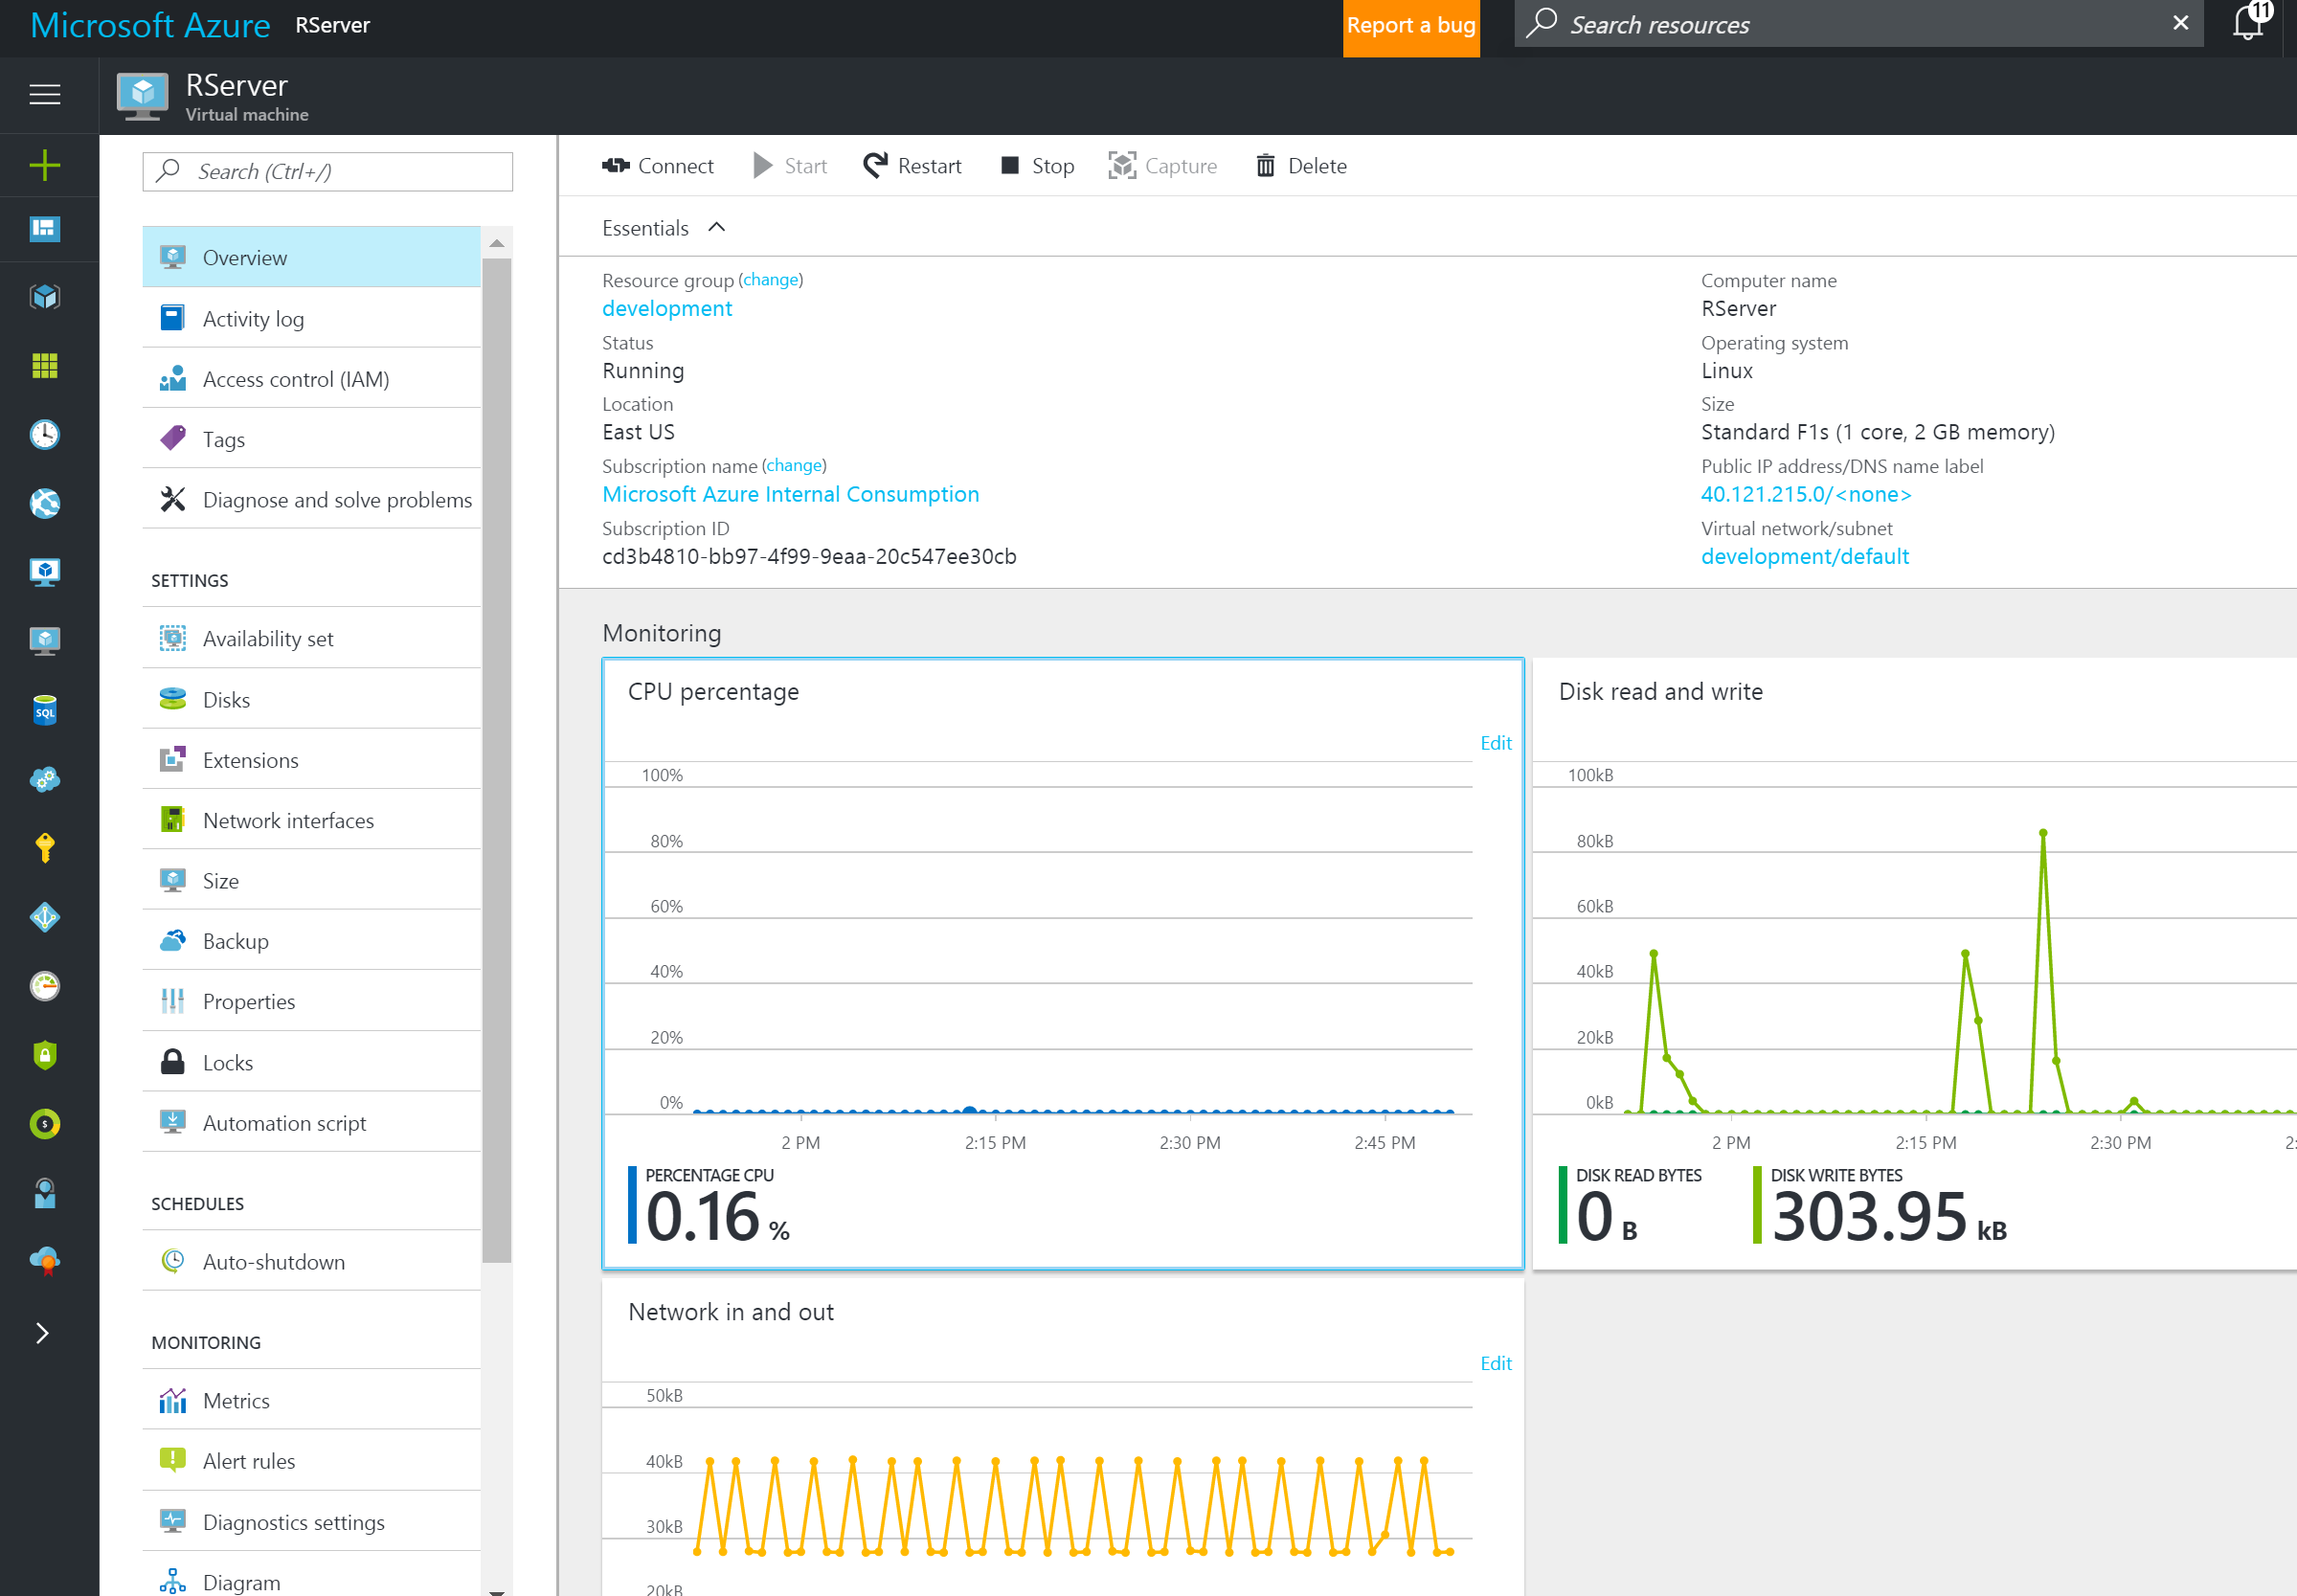 Microsoft Azure RServer
Report a bug
Search resources
11
RServer
Virtual machine
Search (Ctrl+/)
Overview
Activity log
Access control (IAM)
Tags
Diagnose and solve problems
SETTINGS
Availability set
Disks
Extensions
Network interfaces
Size
Backup
Properties
Locks
Automation script
SCHEDULES
Auto-shutdown
MONITORING
Metrics
Alert rules
Diagnostics settings
Diagram
SQL
$
Connect Start Restart Stop Capture Delete
Essentials
Resource group (change)
development
Status
Running
Location
East US
Subscription name (change)
Microsoft Azure Internal Consumption
Subscription ID
cd3b4810-bb97-4f99-9eaa-20c547ee30cb
Computer name
RServer
Operating system
Linux
Size
Standard F1s (1 core, 2 GB memory)
Public IP address/DNS name label
40.121.215.0/<none>
Virtual network/subnet
development/default
Monitoring
CPU percentage
Edit
100%
80%
60%
40%
20%
0%
2 PM 2:15 PM 2:30 PM 2:45 PM
PERCENTAGE CPU
0.16 %
Disk read and write
100kB
80kB
60kB
40kB
20kB
0kB
2 PM 2:15 PM 2:30 PM 2:
DISK READ BYTES
0 B
DISK WRITE BYTES
303.95 kB
Network in and out
Edit
50kB
40kB
30kB
20kB